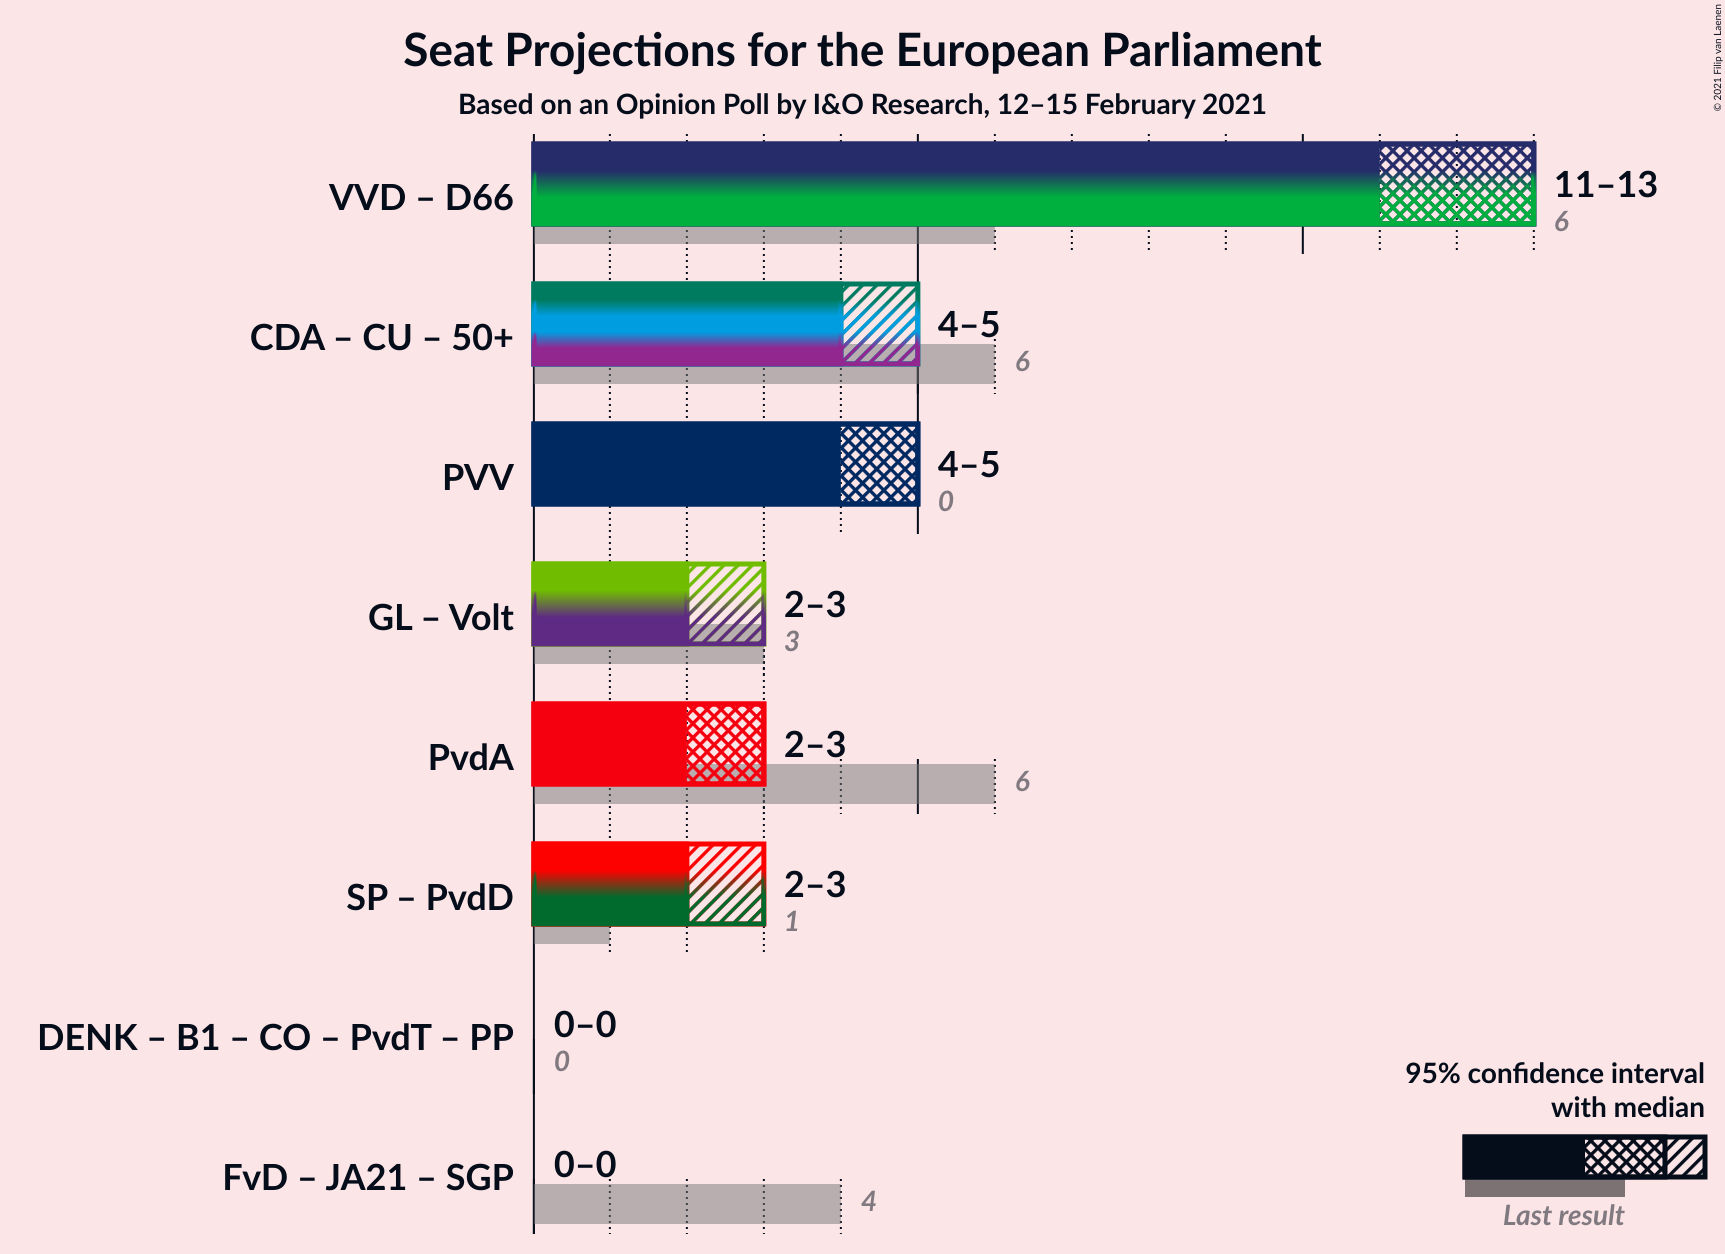 Seat Projections for the European Parliament
Based on an Opinion Poll by I&O Research, 12–15 February 2021
© 2021 Filip van Laenen
VVD – D66
11–13
6
CDA – CU – 50+
4–5
6
PVV
4–5
0
GL – Volt
2–3
3
PvdA
2–3
6
SP – PvdD
2–3
1
DENK – B1 – CO – PvdT – PP
0–0
0
FvD – JA21 – SGP
0–0
4
95% confidence interval
with median
Last result